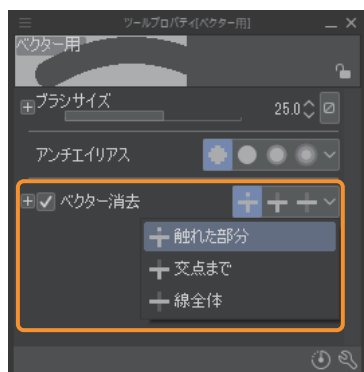 ツールプロパティ[ベクター用]
ベクター用
ブラシサイズ 25.0
アンチエイリアス
ベクター消去
触れた部分
交点まで
線全体